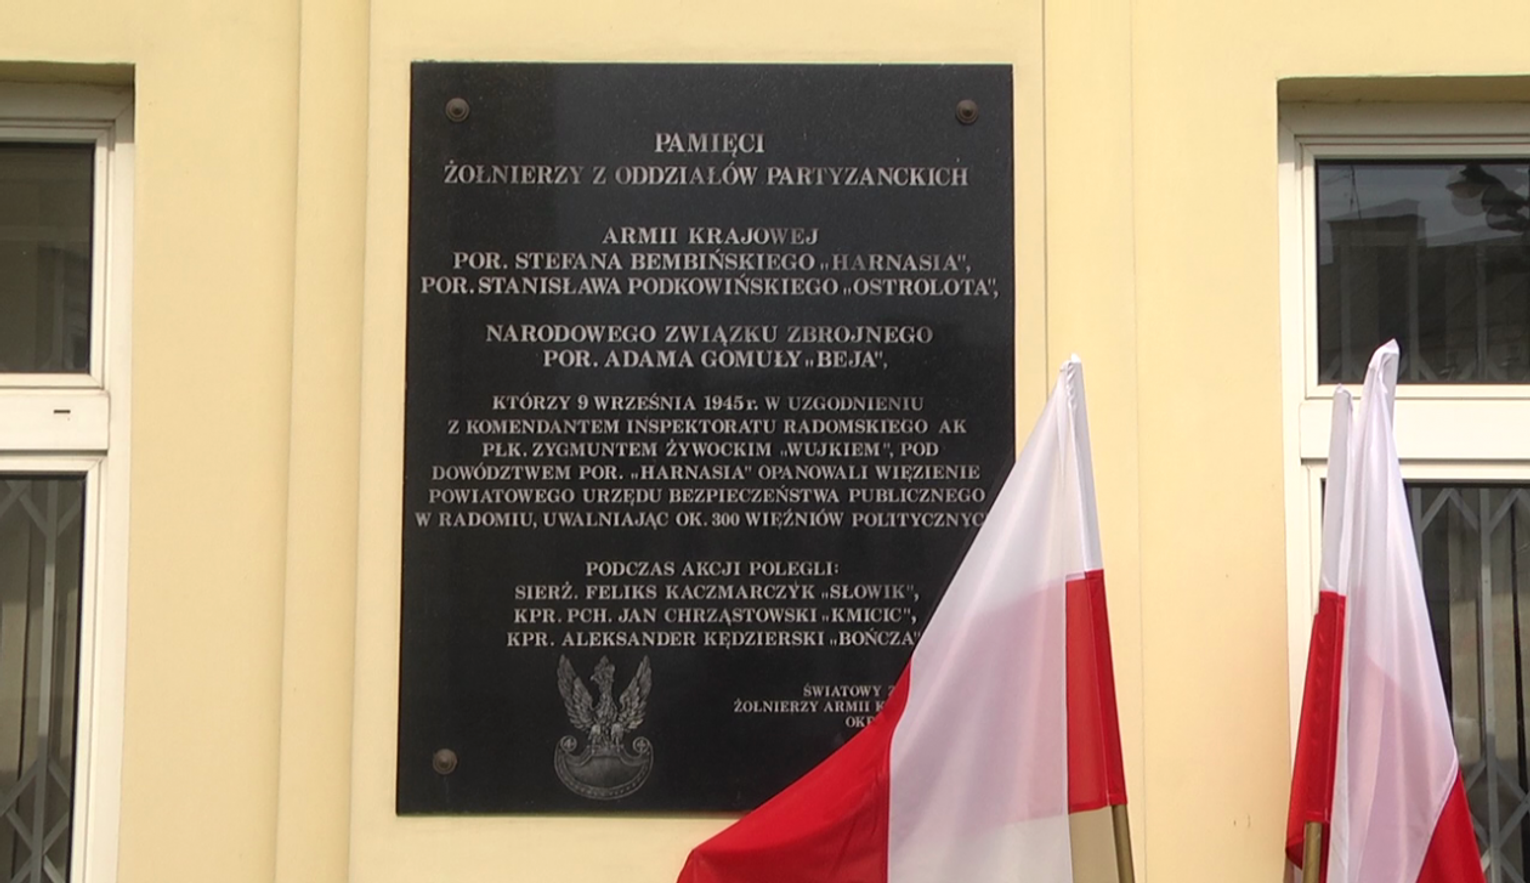 PAMIĘCI
ŻOŁNIERZY Z ODDZIAŁÓW PARTYZANCKICH
ARMII KRAJOWEJ
POR. STEFANA BEMBIŃSKIEGO „HARNASIA",
POR. STANISŁAWA PODKOWIŃSKIEGO „OSTROLOTA",
NARODOWEGO ZWIĄZKU ZBROJNEGO
POR. ADAMA GOMUŁY „BEJA",
KTÓRZY 9 WRZEŚNIA 1945 r. W UZGODNIENIU
Z KOMENDANTEM INSPEKTORATU RADOMSKIEGO AK
PŁK. ZYGMUNTEM ŻYWOCKIM „WUJKIEM", POD
DOWÓDZTWEM POR. „HARNASIA" OPANOWALI WIĘZIENIE
POWIATOWEGO URZĘDU BEZPIECZEŃSTWA PUBLICZNEGO
W RADOMIU, UWALNIAJĄC OK. 300 WIĘŹNIÓW
PODCZAS AKCJI POLEGLI:
SIERŻ. FELIKS KACZMARCZYK „SŁOWIK",
KPR. PCH. JAN CHRZĄSTOWSKI „KMICIC",
KPR. ALEKSANDER KĘDZIERSKI „BOŃCZA"
ŚWIATOWY
ŻOŁNIERZY ARMII